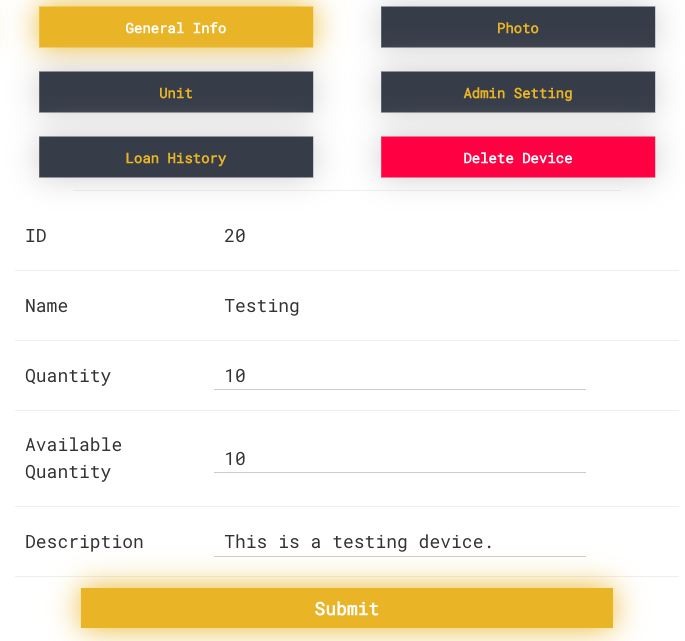 General Info
Photo
Unit
Admin Setting
Loan History
Delete Device
ID 20
Name Testing
Quantity 10
Available
Quantity
10
Description This is a testing device.
Submit